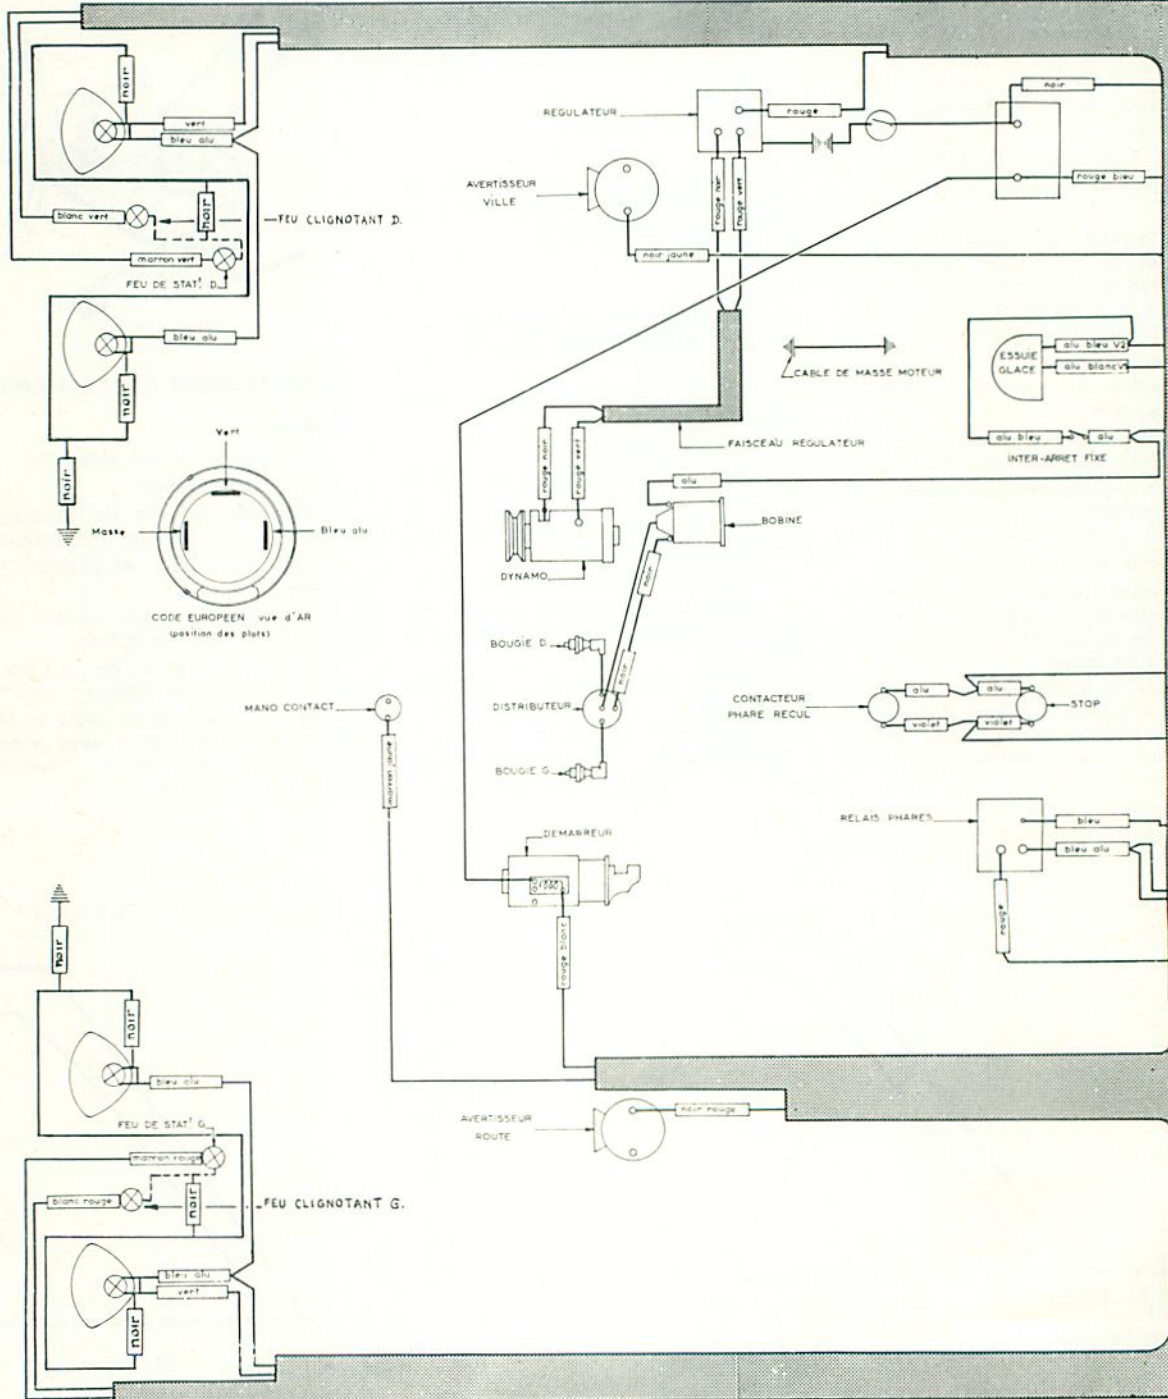 noir
vert
bleu alu
blanc vert
noir
FEU CLIGNOTANT D.
marron vert
FEU DE STAT! D.
bleu alu
noir
noir
Vert
Masse
Bleu alu
CODE EUROPEEN vue d'AR
(position des plots)
REGULATEUR
rouge
noir
rouge bleu
AVERTISSEUR
VILLE
rouge noir
rouge vert
noir jaune
CABLE DE MASSE MOTEUR
ESSUIE
GLACE
alu bleu V2
alu blanc V1
alu bleu
alu
INTER-ARRET FIXE
FAISCEAU REGULATEUR
rouge noir
rouge vert
alu
BOBINE
DYNAMO
noir
BOUGIE D
noir
DISTRIBUTEUR
BOUGIE G
MANO CONTACT
marron jaune
CONTACTEUR
PHARE RECUL
alu
alu
violet
violet
STOP
RELAIS PHARES
bleu
bleu alu
rouge
DEMARREUR
rouge blanc
noir
noir
bleu alu
FEU DE STAT! G.
marron rouge
blanc rouge
noir
FEU CLIGNOTANT G.
bleu alu
vert
noir
AVERTISSEUR
ROUTE
noir rouge